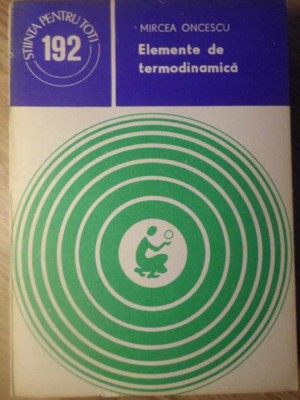 ȘTIINȚA PENTRU TOȚI
192
MIRCEA ONCESCU
Elemente de
termodinamică